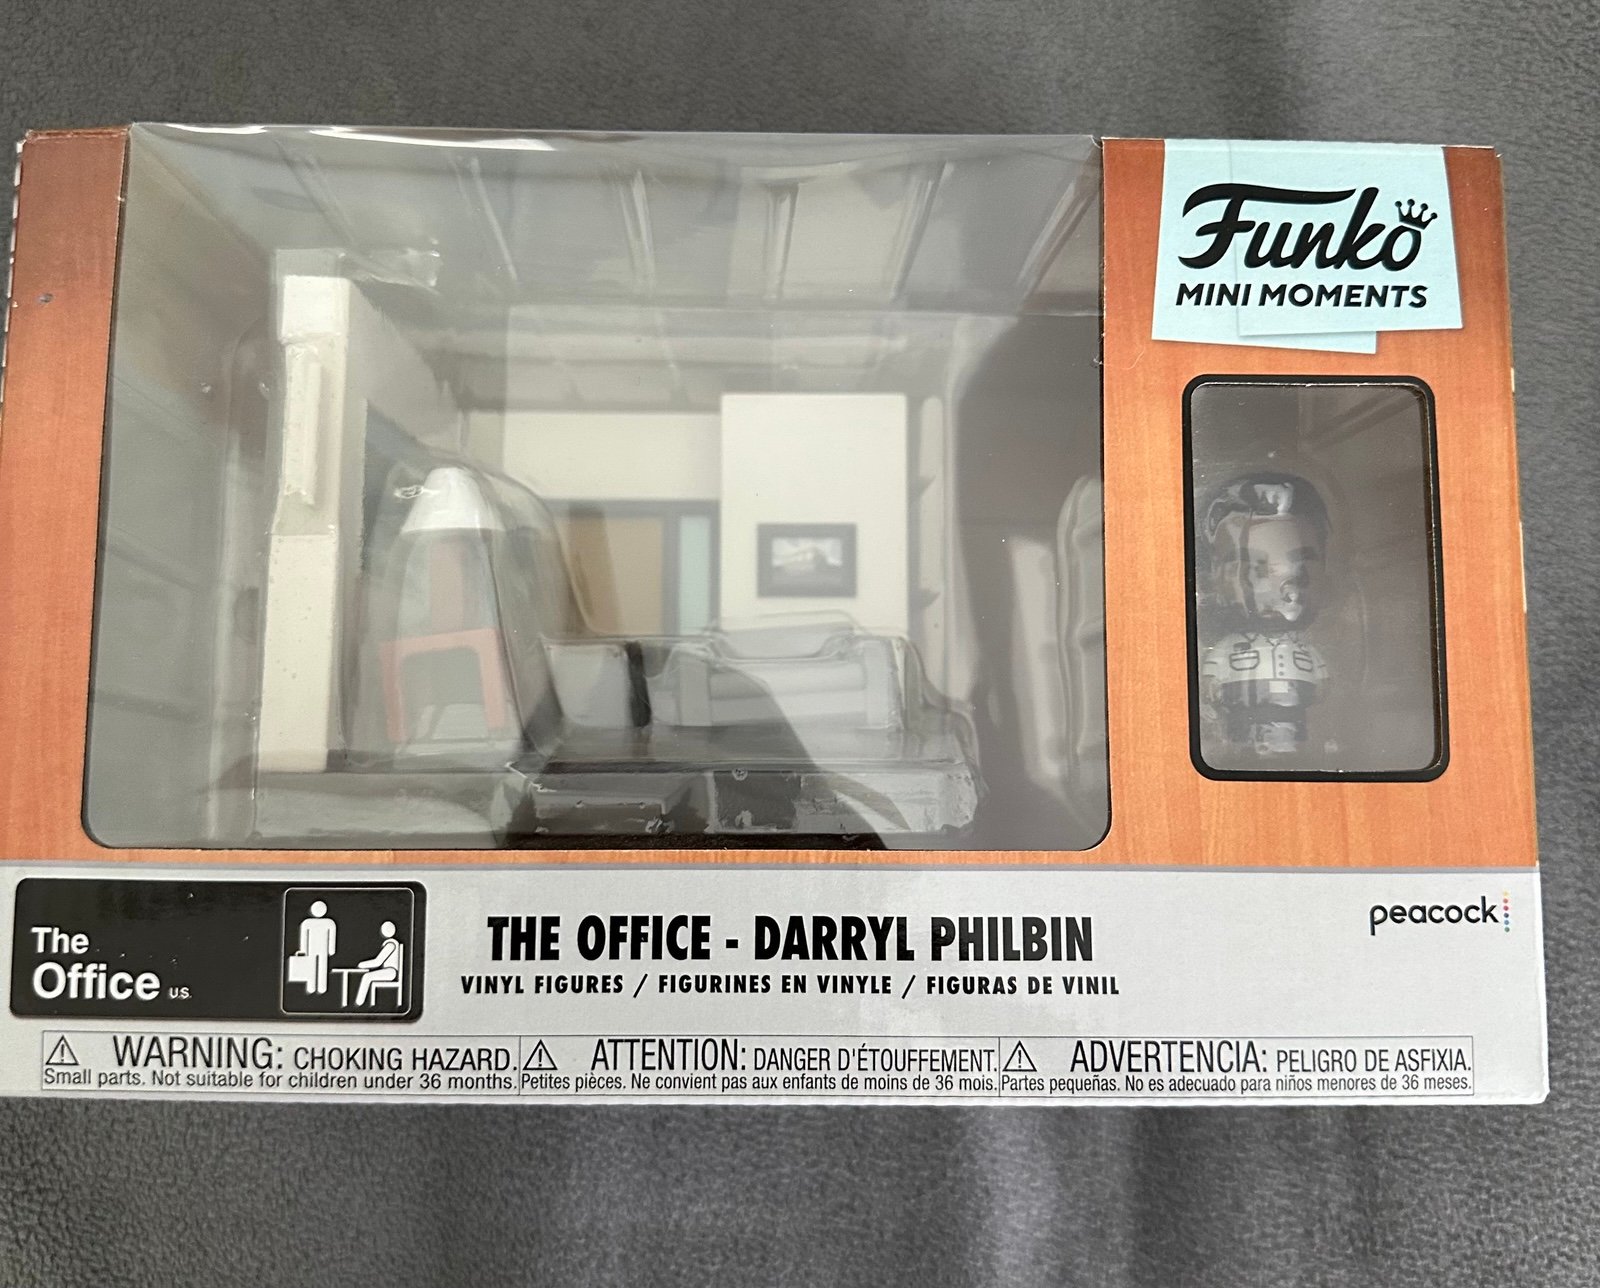 Funko
MINI MOMENTS
The
Office U.S.
THE OFFICE - DARRYL PHILBIN
VINYL FIGURES / FIGURINES EN VINYLE / FIGURAS DE VINIL
peacock
WARNING: CHOKING HAZARD.
Small parts. Not suitable for children under 36 months.
ATTENTION: DANGER D'ÉTOUFFEMENT.
Petites pièces. Ne convient pas aux enfants de moins de 36 mois.
ADVERTENCIA: PELIGRO DE ASFIXIA.
Partes pequeñas. No es adecuado para niños menores de 36 meses.